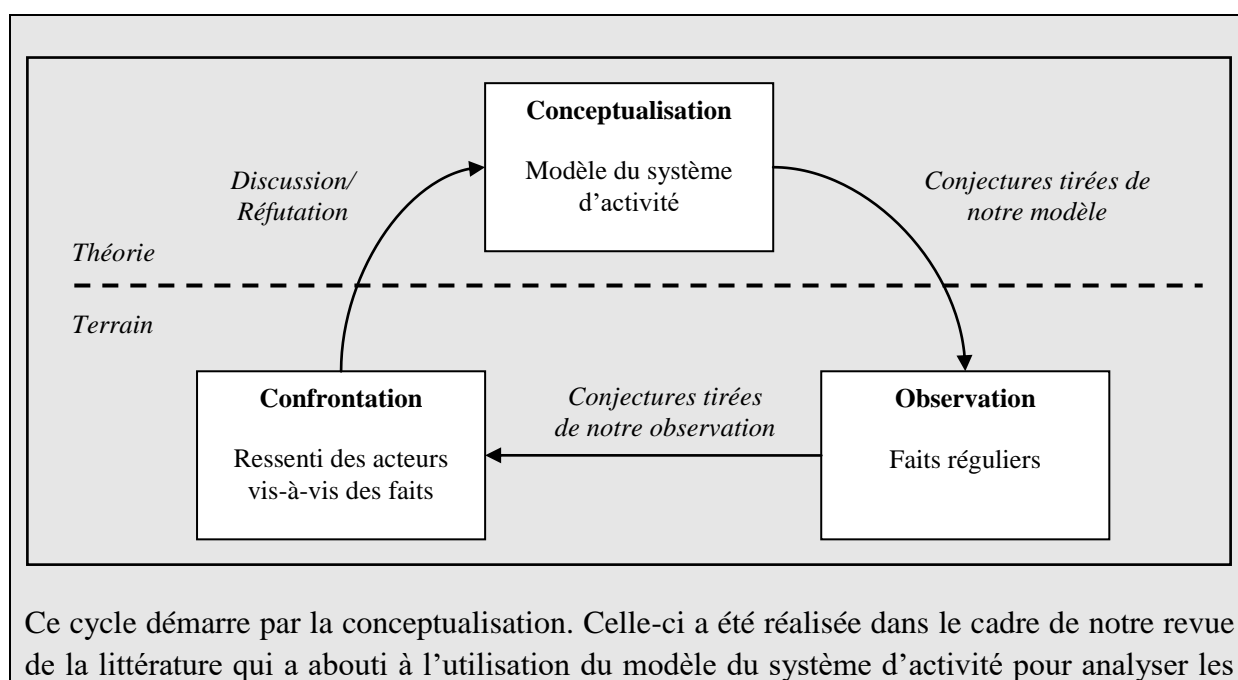 Conceptualisation
Modèle du système
d’activité
Discussion/
Réfutation
Conjectures tirées de
notre modèle
Théorie
Terrain
Confrontation
Ressenti des acteurs
vis-à-vis des faits
Conjectures tirées
de notre observation
Observation
Faits réguliers
Ce cycle démarre par la conceptualisation. Celle-ci a été réalisée dans le cadre de notre revue
de la littérature qui a abouti à l’utilisation du modèle du système d’activité pour analyser les